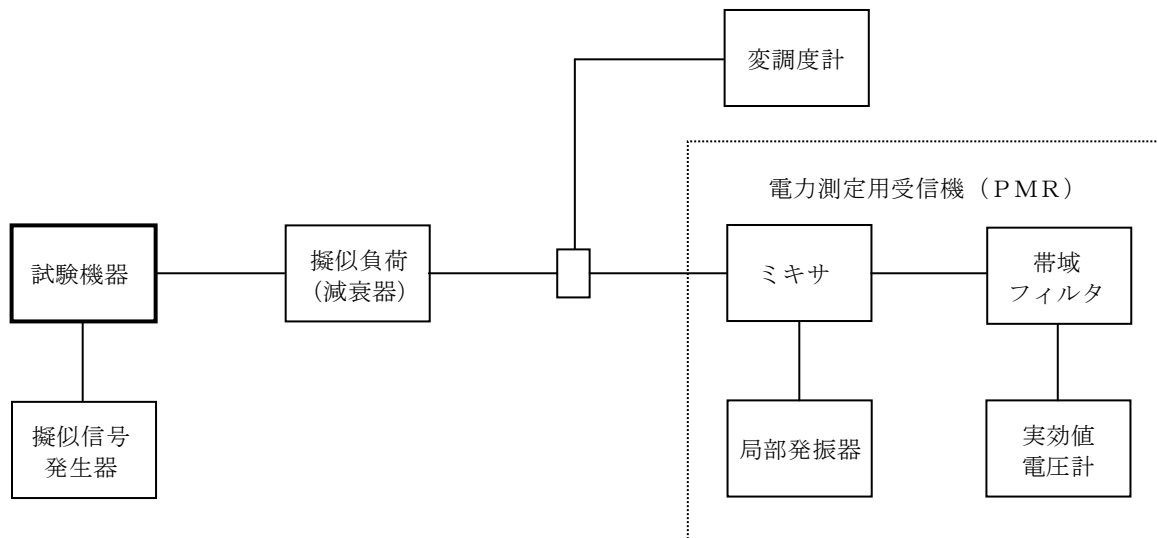 変調度計
電力測定用受信機（ＰＭＲ）
試験機器
擬似負荷
（減衰器）
ミキサ
帯域
フィルタ
擬似信号
発生器
局部発振器
実効値
電圧計